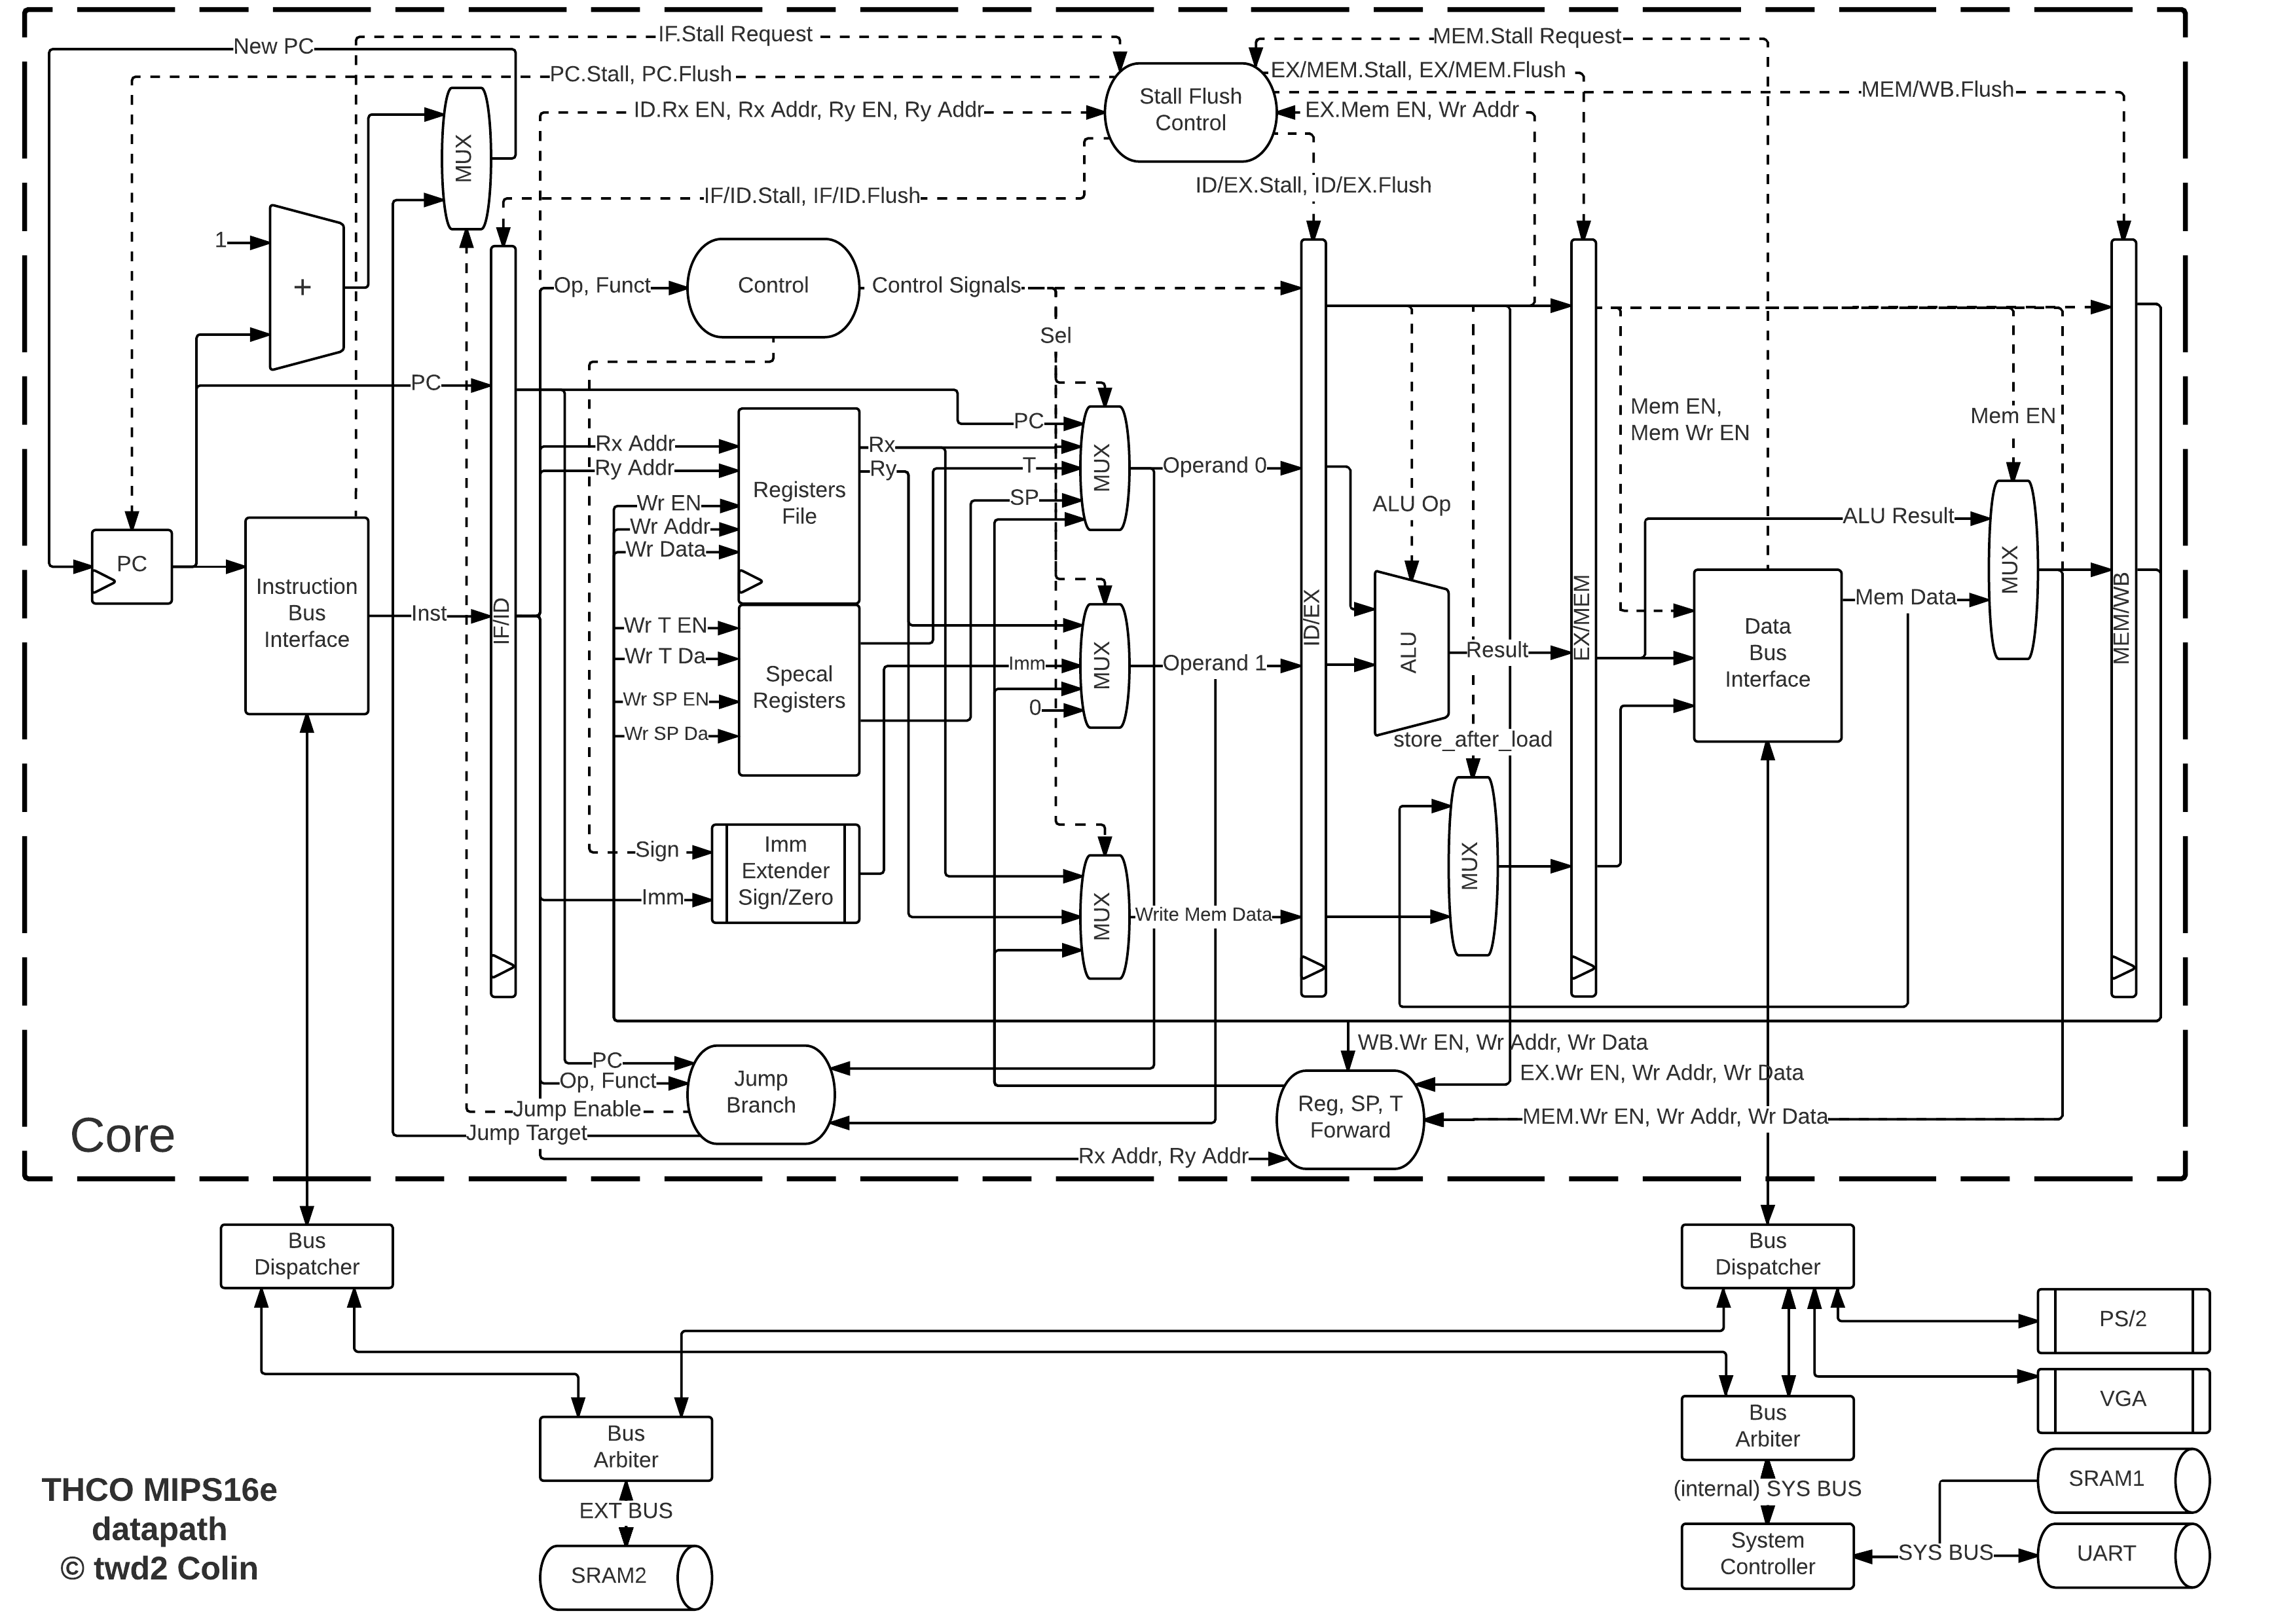 IF.Stall Request
MEM.Stall Request
New PC
PC.Stall, PC.Flush
EX/MEM.Stall, EX/MEM.Flush
MEM/WB.Flush
Stall Flush
Control
ID.Rx EN, Rx Addr, Ry EN, Ry Addr
EX.Mem EN, Wr Addr
MUX
IF/ID.Stall, IF/ID.Flush
ID/EX.Stall, ID/EX.Flush
1
+
Op, Funct
Control
Control Signals
Sel
PC
Mem EN,
Mem Wr EN
Mem EN
PC
Rx Addr
Ry Addr
Rx
Ry
T
SP
MUX
Operand 0
Registers
File
Wr EN
Wr Addr
Wr Data
ALU Op
ALU Result
MUX
PC
Instruction
Bus
Interface
Inst
IF/ID
Wr T EN
Wr T Da
Wr SP EN
Wr SP Da
Specal
Registers
Imm
0
MUX
Operand 1
ID/EX
ALU
Result
EX/MEM
Data
Bus
Interface
Mem Data
MEM/WB
store_after_load
MUX
Sign
Imm
Imm
Extender
Sign/Zero
MUX
Write Mem Data
WB.Wr EN, Wr Addr, Wr Data
EX.Wr EN, Wr Addr, Wr Data
MEM.Wr EN, Wr Addr, Wr Data
PC
Op, Funct
Jump Enable
Jump Target
Jump
Branch
Reg, SP, T
Forward
Rx Addr, Ry Addr
Core
Bus
Dispatcher
Bus
Dispatcher
PS/2
VGA
Bus
Arbiter
Bus
Arbiter
(internal) SYS BUS
SRAM1
EXT BUS
System
Controller
SYS BUS
UART
SRAM2
THCO MIPS16e
datapath
© twd2 Colin